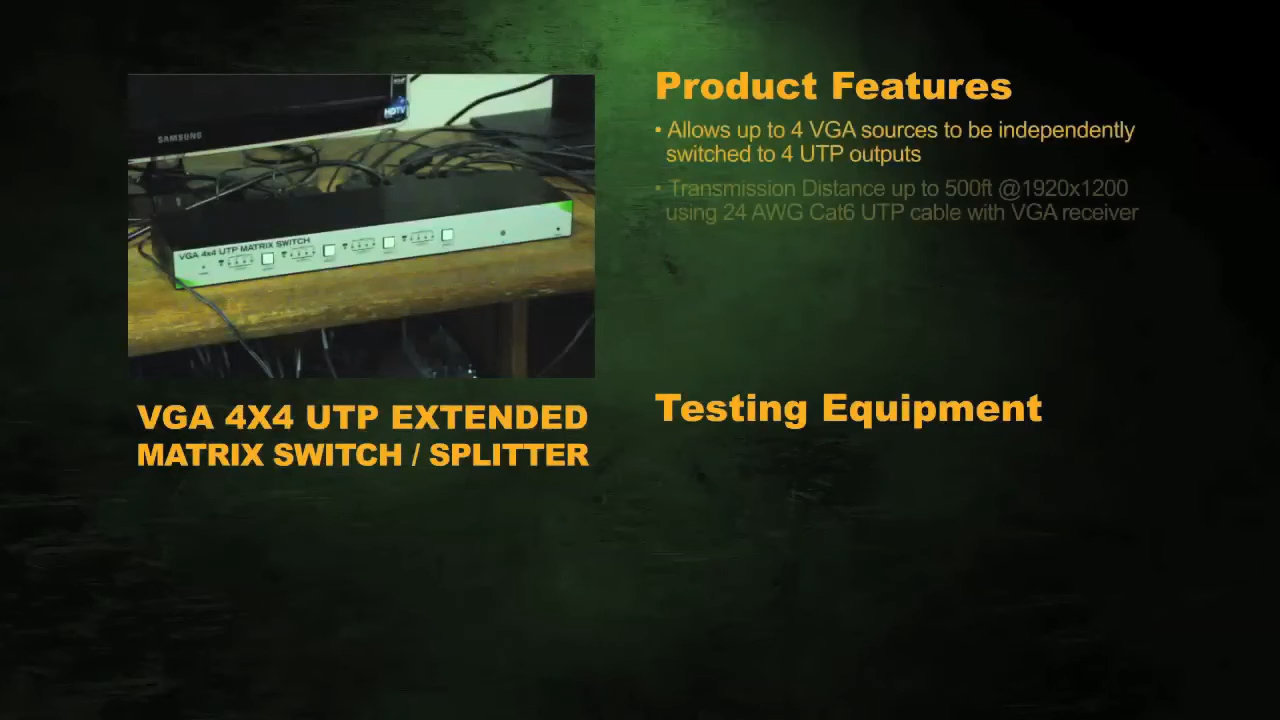 SAMSUNG
HDTV
VGA 4x4 UTP MATRIX SWITCH
VGA 4X4 UTP EXTENDED
MATRIX SWITCH / SPLITTER
Product Features
• Allows up to 4 VGA sources to be independently
switched to 4 UTP outputs
• Transmission Distance up to 500ft @1920x1200
using 24 AWG Cat6 UTP cable with VGA receiver
Testing Equipment